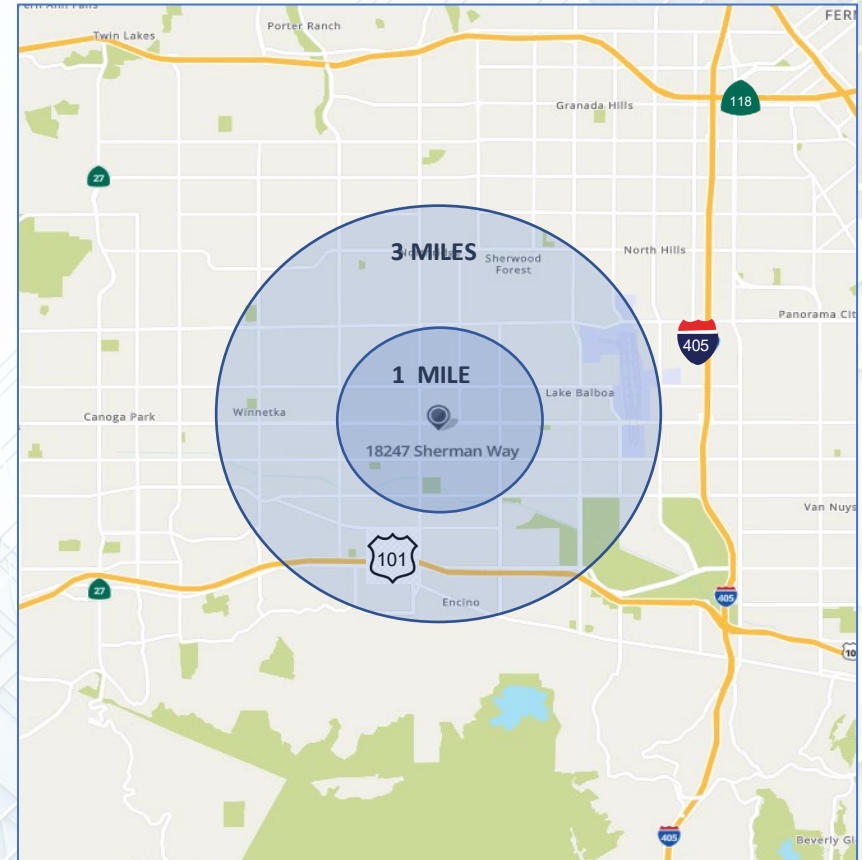 Twin Lakes
Porter Ranch
118
Granada Hills
27
3 MILES
Sherwood
Forest
North Hills
Panorama Cit
405
1 MILE
Lake Balboa
Canoga Park
Winnetka
18247 Sherman Way
Van Nuys
101
27
Encino
405
10
405
Beverly Gl